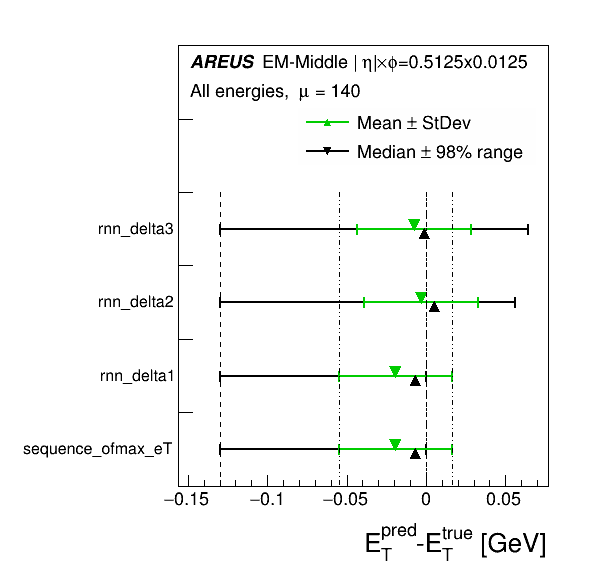 AREUS EM-Middle | η|×ϕ=0.5125x0.0125
All energies, μ = 140
Mean ± StDev
Median ± 98% range
rnn_delta3
rnn_delta2
rnn_delta1
sequence_ofmax_eT
−0.15 −0.1 −0.05 0 0.05
E_T^pred-E_T^true [GeV]